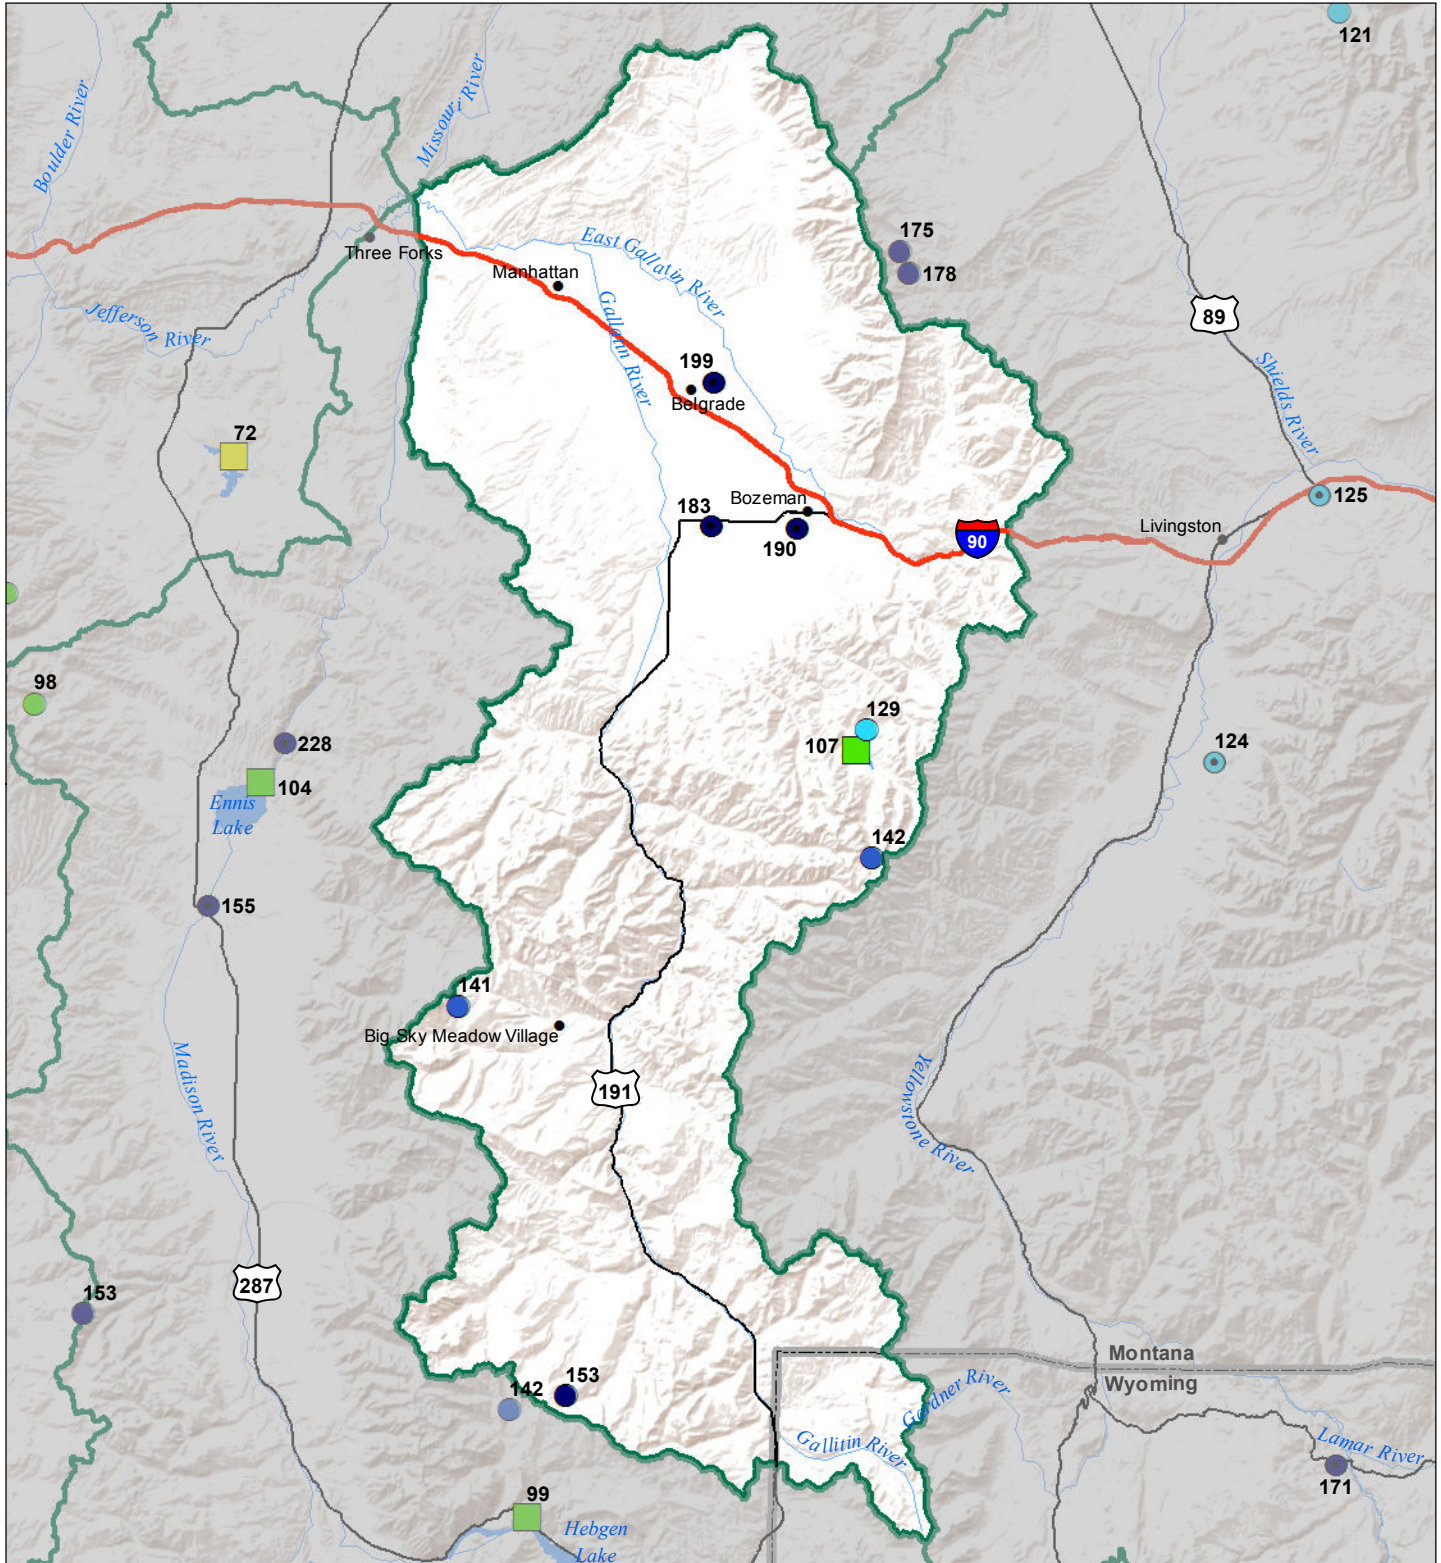 121
Boulder River
Missouri River
175
178
Three Forks
Manhattan
East Gallatin River
Gallatin River
Jefferson River
89
Shields River
199
Belgrade
72
125
Bozeman
183
190
90
Livingston
98
129
107
228
124
104
Ennis
Lake
142
155
141
Big Sky Meadow Village
Madison River
191
Yellowstone River
287
153
Montana
Wyoming
142
153
Gardner River
Gallitin River
Lamar River
171
99
Hebgen
Lake